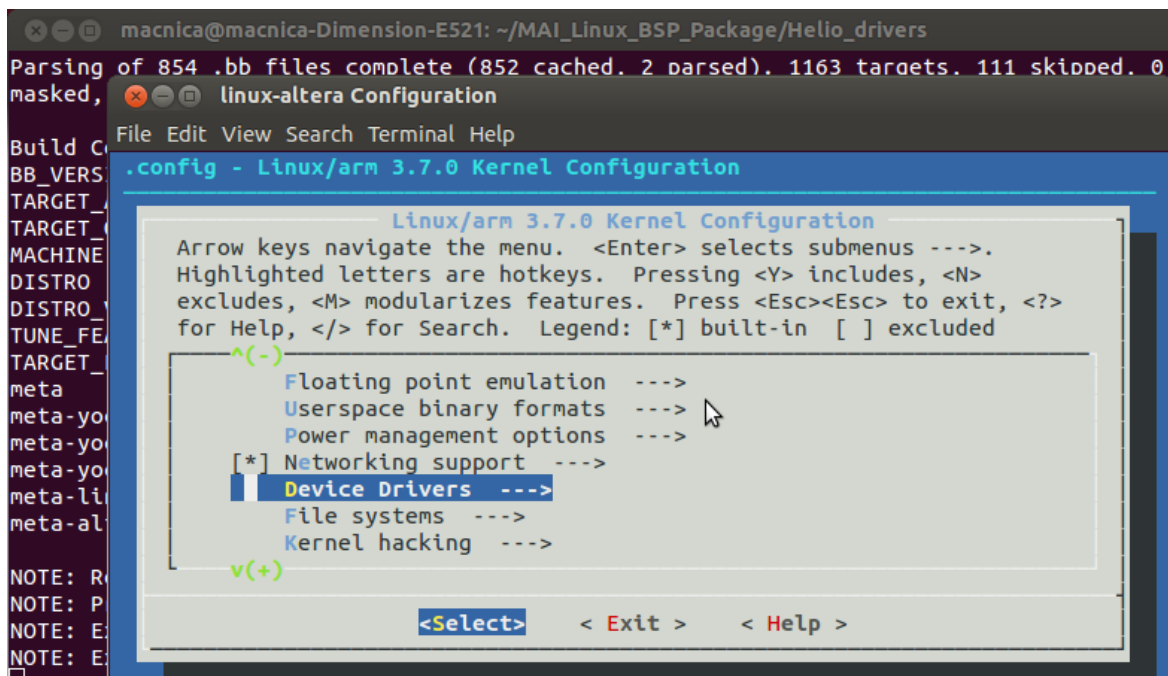 macnica@macnica-Dimension-E521: ~/MAI_Linux_BSP_Package/Helio_drivers
Parsing of 854 .bb files complete (852 cached, 2 parsed). 1163 targets, 111 skipped, 0
masked,
linux-altera Configuration
File Edit View Search Terminal Help
Build
BB_VERS
.config - Linux/arm 3.7.0 Kernel Configuration
TARGET_
TARGET_
MACHINE
DISTRO
DISTRO_
TUNE_FE
TARGET_
meta
meta-yo
meta-yo
meta-yo
meta-li
meta-al
NOTE: R
NOTE: P
NOTE: E
NOTE: E
Linux/arm 3.7.0 Kernel Configuration
Arrow keys navigate the menu. <Enter> selects submenus --->.
Highlighted letters are hotkeys. Pressing <Y> includes, <N>
excludes, <M> modularizes features. Press <Esc><Esc> to exit, <?>
for Help, </> for Search. Legend: [*] built-in [ ] excluded
^(-)
Floating point emulation --->
Userspace binary formats --->
Power management options --->
[*] Networking support --->
Device Drivers --->
File systems --->
Kernel hacking --->
v(+)
<Select> < Exit > < Help >